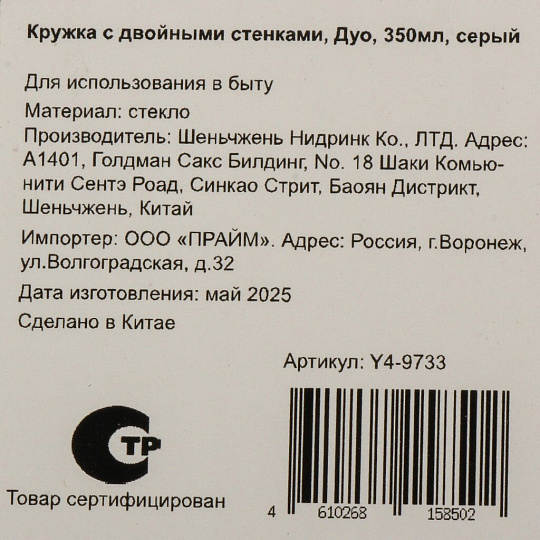 Кружка с двойными стенками, Дуо, 350мл, серый
Для использования в быту
Материал: стекло
Производитель: Шеньчжень Нидринк Ко., ЛТД. Адрес:
А1401, Голдман Сакс Билдинг, No. 18 Шаки Комью-
нити Сентэ Роад, Синкао Стрит, Баоян Дистрикт,
Шеньчжень, Китай
Импортер: ООО «ПРАЙМ». Адрес: Россия, г.Воронеж,
ул.Волгоградская, д.32
Дата изготовления: май 2025
Сделано в Китае
Артикул: Y4-9733
ТР
Товар сертифицирован
4 610268 158502